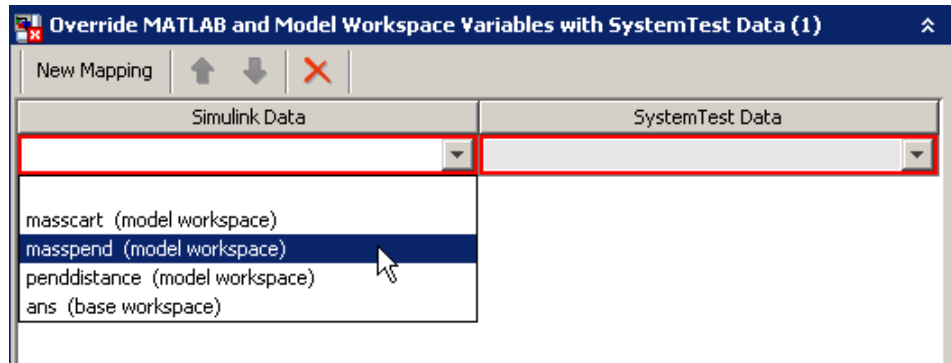 Override MATLAB and Model Workspace Variables with SystemTest Data (1)
New Mapping
Simulink Data SystemTest Data
masscart (model workspace)
masspend (model workspace)
penddistance (model workspace)
ans (base workspace)